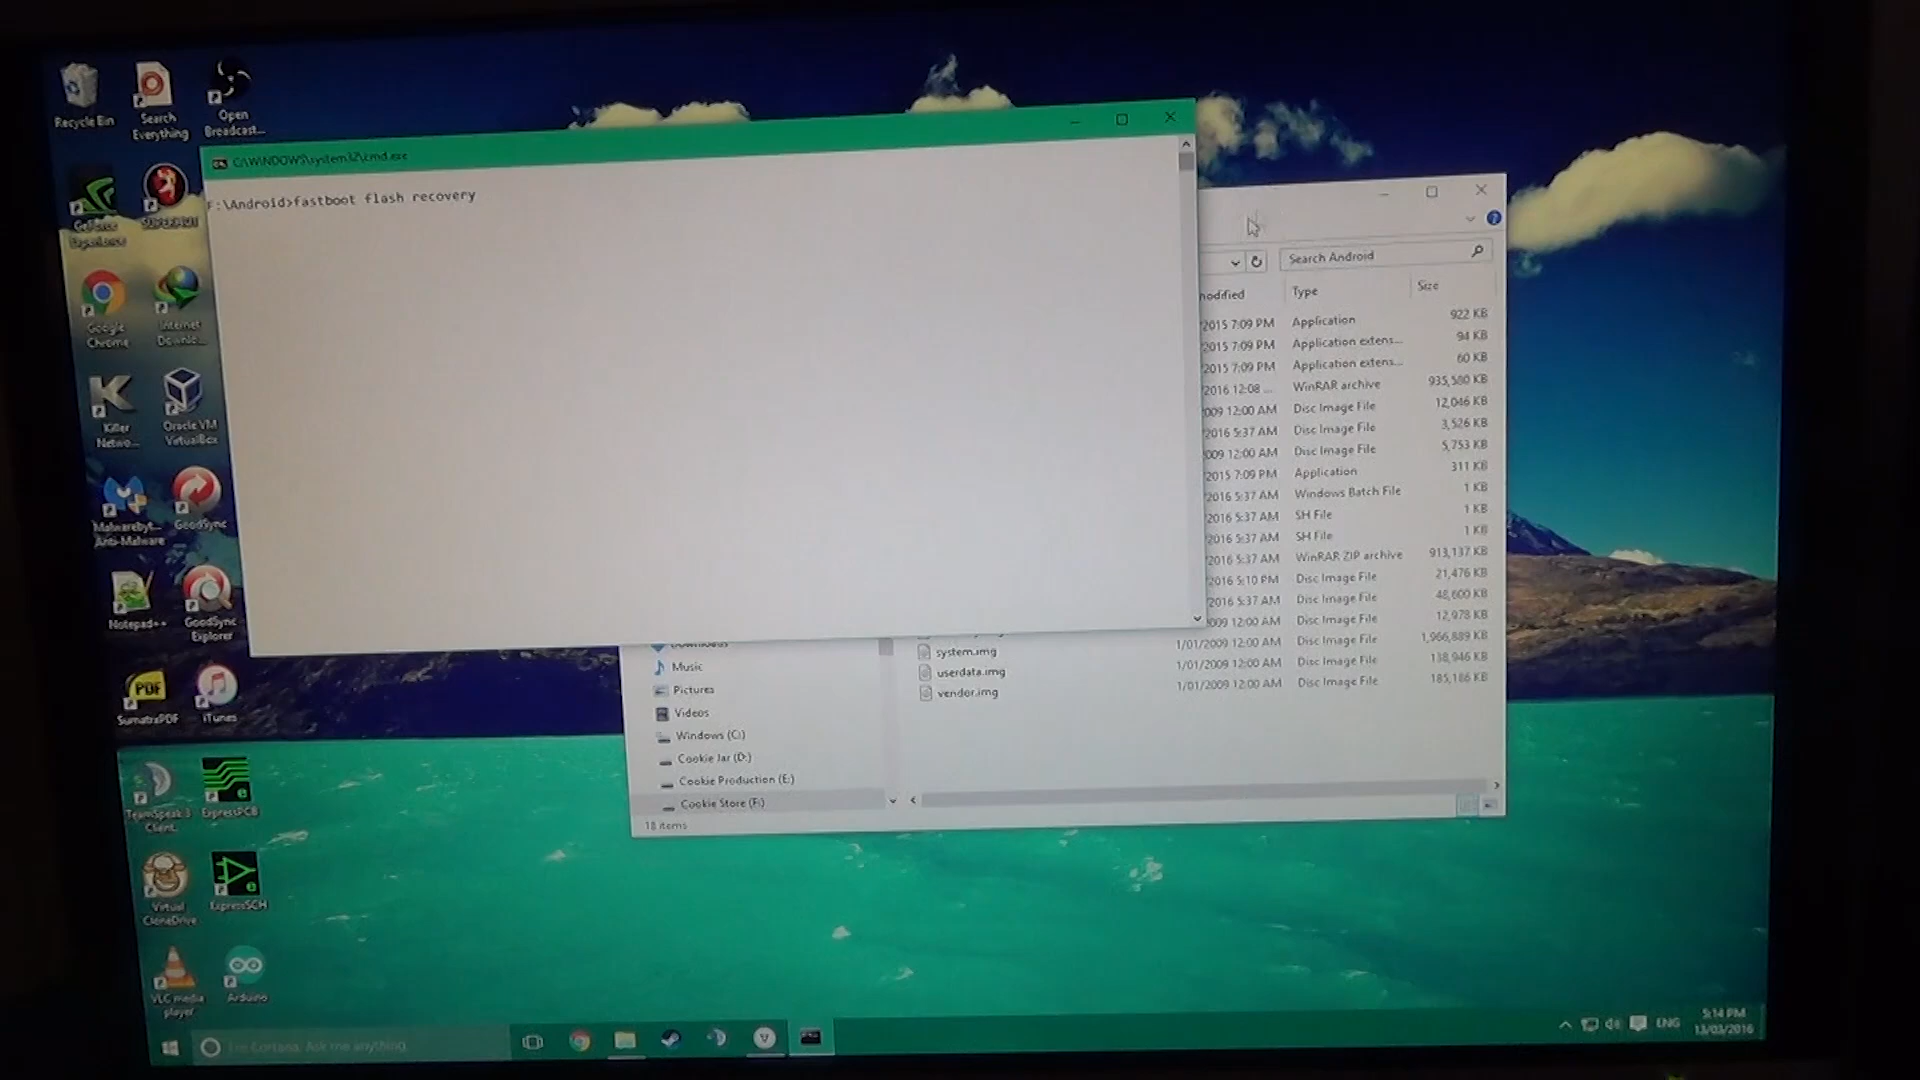 Recycle Bin
Search
Everything
Open
Broadcast...
C:\WINDOWS\system32\cmd.exe
F:\Android>fastboot flash recovery
GeForce
Experience
Google
Chrome
Internet
Downlo...
Killer
Netwo...
Oracle VM
VirtualBox
Malwareby...
Anti-Malware
GoodSync
Notepad++
GoodSync
Explorer
SumatraPDF
iTunes
TeamSpeak 3
Client
ExpressPCB
Virtual
CloneDrive
ExpressSCH
VLC media
player
Arduino
Search Android
modified Type Size
2015 7:09 PM Application 922 KB
2015 7:09 PM Application extens... 94 KB
2015 7:09 PM Application extens... 60 KB
2016 12:08 ... WinRAR archive 935,580 KB
009 12:00 AM Disc Image File 12,046 KB
2016 5:37 AM Disc Image File 3,526 KB
009 12:00 AM Disc Image File 5,753 KB
2015 7:09 PM Application 311 KB
2016 5:37 AM Windows Batch File 1 KB
2016 5:37 AM SH File 1 KB
2016 5:37 AM SH File 1 KB
2016 5:37 AM WinRAR ZIP archive 913,137 KB
2016 5:10 PM Disc Image File 21,476 KB
2016 5:37 AM Disc Image File 48,600 KB
009 12:00 AM Disc Image File 12,978 KB
system.img 1/01/2009 12:00 AM Disc Image File 1,966,889 KB
userdata.img 1/01/2009 12:00 AM Disc Image File 138,946 KB
vendor.img 1/01/2009 12:00 AM Disc Image File 185,186 KB
Downloads
Music
Pictures
Videos
Windows (C:)
Cookie Jar (D:)
Cookie Production (E:)
Cookie Store (F:)
18 items
I'm Cortana. Ask me anything.
ENG
5:14 PM
13/03/2016